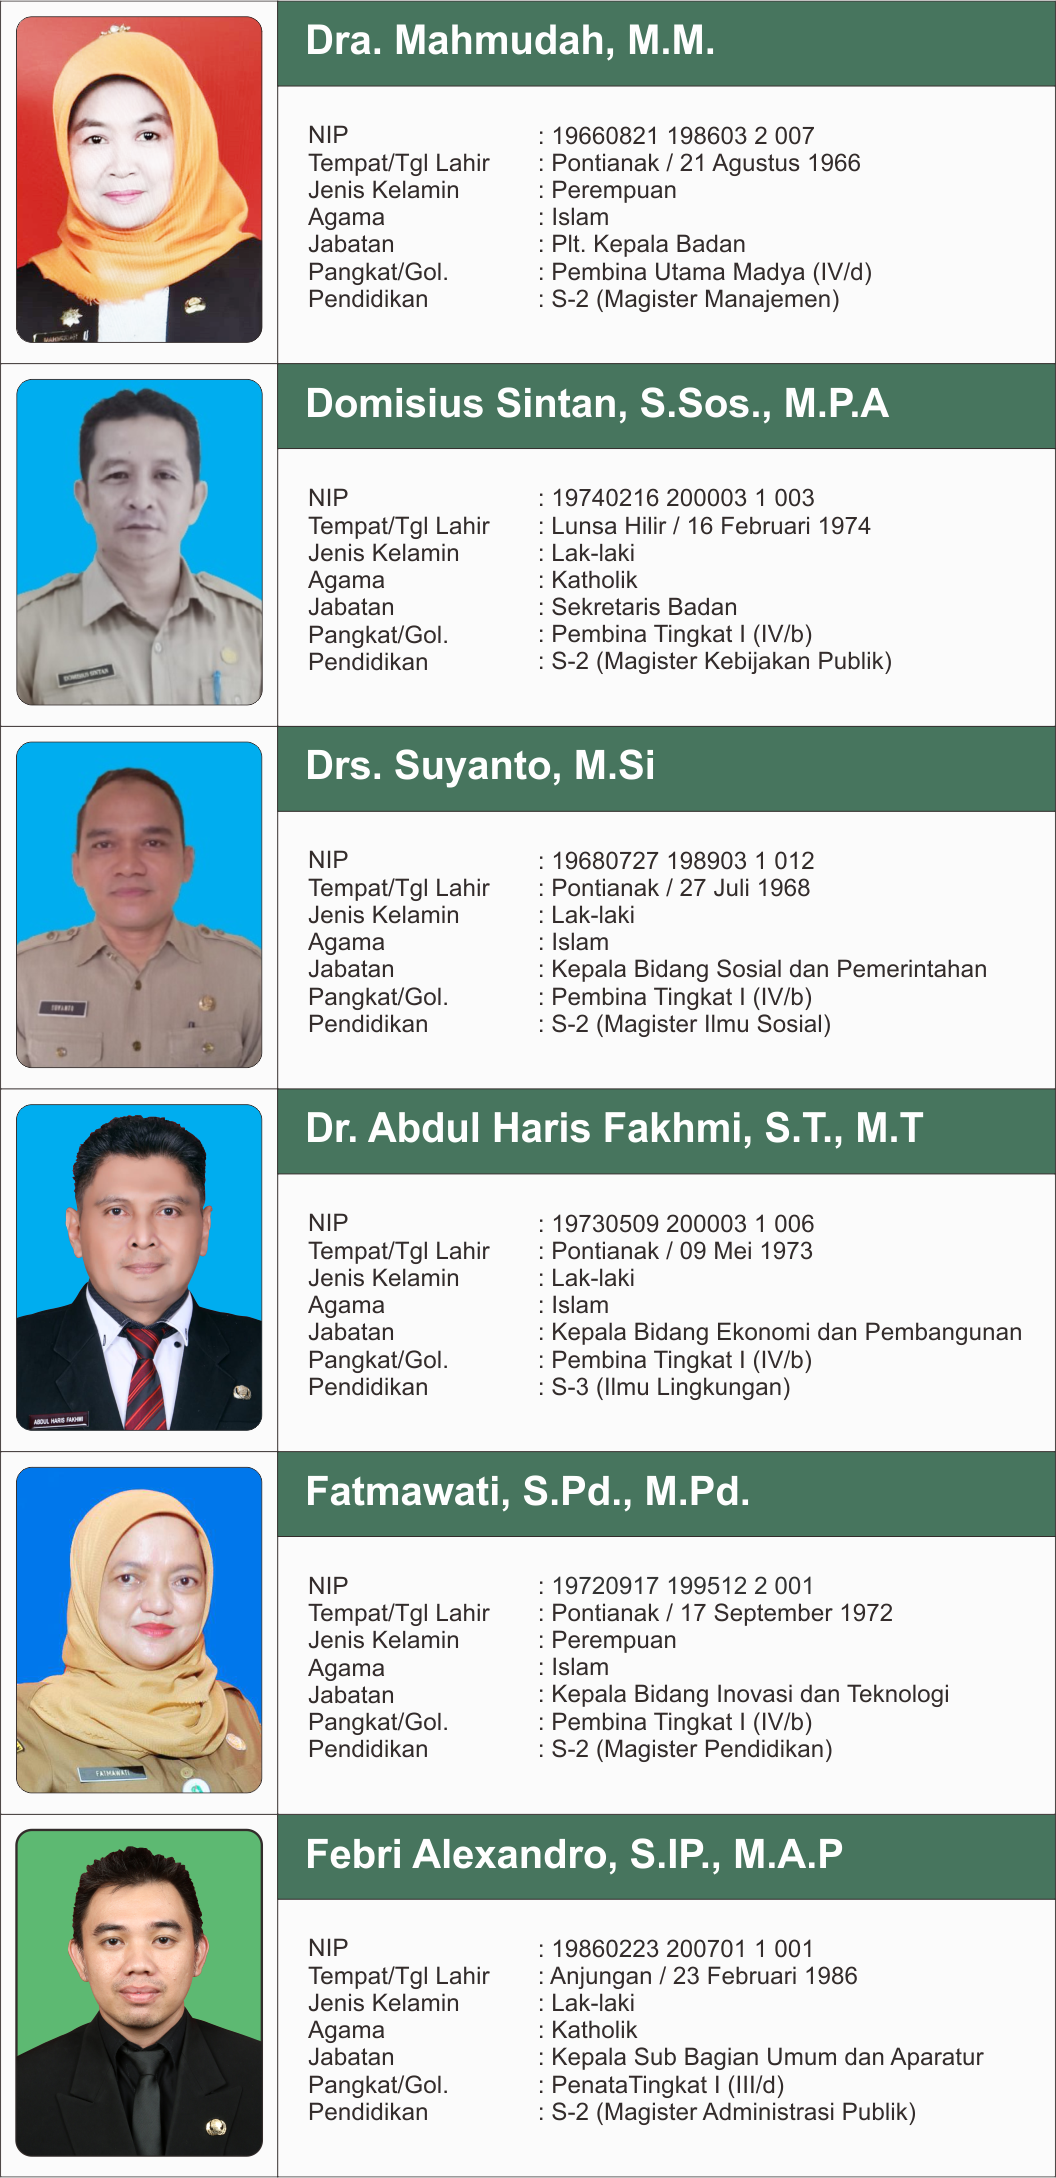 Dra. Mahmudah, M.M.
NIP : 19660821 198603 2 007
Tempat/Tgl Lahir : Pontianak / 21 Agustus 1966
Jenis Kelamin : Perempuan
Agama : Islam
Jabatan : Plt. Kepala Badan
Pangkat/Gol. : Pembina Utama Madya (IV/d)
Pendidikan : S-2 (Magister Manajemen)
MAHMUDAH
Domisius Sintan, S.Sos., M.P.A
NIP : 19740216 200003 1 003
Tempat/Tgl Lahir : Lunsa Hilir / 16 Februari 1974
Jenis Kelamin : Lak-laki
Agama : Katholik
Jabatan : Sekretaris Badan
Pangkat/Gol. : Pembina Tingkat I (IV/b)
Pendidikan : S-2 (Magister Kebijakan Publik)
DOMISIUS SINTAN
Drs. Suyanto, M.Si
NIP : 19680727 198903 1 012
Tempat/Tgl Lahir : Pontianak / 27 Juli 1968
Jenis Kelamin : Lak-laki
Agama : Islam
Jabatan : Kepala Bidang Sosial dan Pemerintahan
Pangkat/Gol. : Pembina Tingkat I (IV/b)
Pendidikan : S-2 (Magister Ilmu Sosial)
SUYANTO
Dr. Abdul Haris Fakhmi, S.T., M.T
NIP : 19730509 200003 1 006
Tempat/Tgl Lahir : Pontianak / 09 Mei 1973
Jenis Kelamin : Lak-laki
Agama : Islam
Jabatan : Kepala Bidang Ekonomi dan Pembangunan
Pangkat/Gol. : Pembina Tingkat I (IV/b)
Pendidikan : S-3 (Ilmu Lingkungan)
ABDUL HARIS FAKHMI
Fatmawati, S.Pd., M.Pd.
NIP : 19720917 199512 2 001
Tempat/Tgl Lahir : Pontianak / 17 September 1972
Jenis Kelamin : Perempuan
Agama : Islam
Jabatan : Kepala Bidang Inovasi dan Teknologi
Pangkat/Gol. : Pembina Tingkat I (IV/b)
Pendidikan : S-2 (Magister Pendidikan)
FATMAWATI
Febri Alexandro, S.IP., M.A.P
NIP : 19860223 200701 1 001
Tempat/Tgl Lahir : Anjungan / 23 Februari 1986
Jenis Kelamin : Lak-laki
Agama : Katholik
Jabatan : Kepala Sub Bagian Umum dan Aparatur
Pangkat/Gol. : PenataTingkat I (III/d)
Pendidikan : S-2 (Magister Administrasi Publik)